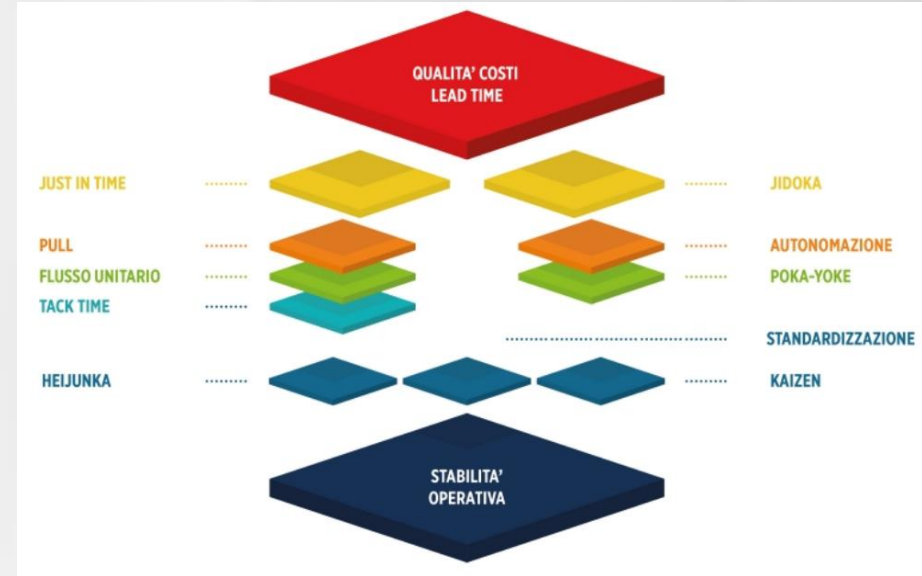 QUALITA' COSTI
LEAD TIME
JUST IN TIME
JIDOKA
PULL
AUTONOMAZIONE
FLUSSO UNITARIO
POKA-YOKE
TACK TIME
STANDARDIZZAZIONE
HEIJUNKA
KAIZEN
STABILITA'
OPERATIVA